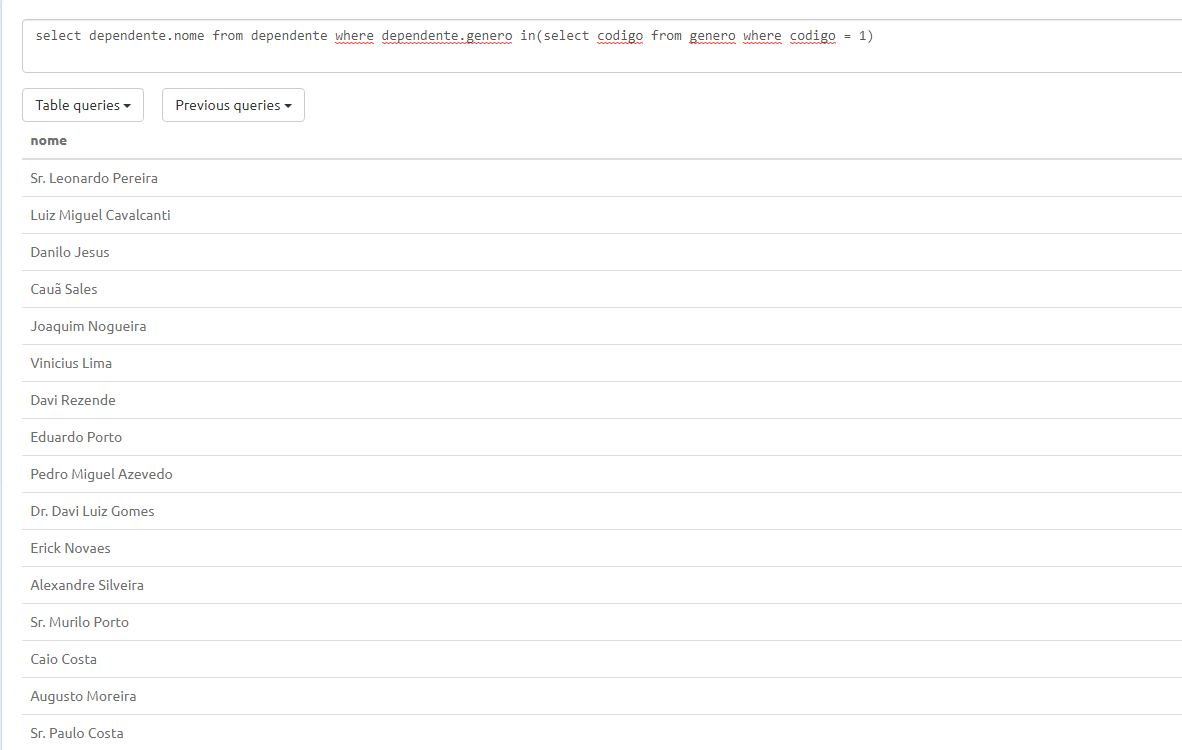 select dependente.nome from dependente where dependente.genero in(select codigo from genero where codigo = 1)
Table queries Previous queries
nome
Sr. Leonardo Pereira
Luiz Miguel Cavalcanti
Danilo Jesus
Cauã Sales
Joaquim Nogueira
Vinicius Lima
Davi Rezende
Eduardo Porto
Pedro Miguel Azevedo
Dr. Davi Luiz Gomes
Erick Novaes
Alexandre Silveira
Sr. Murilo Porto
Caio Costa
Augusto Moreira
Sr. Paulo Costa